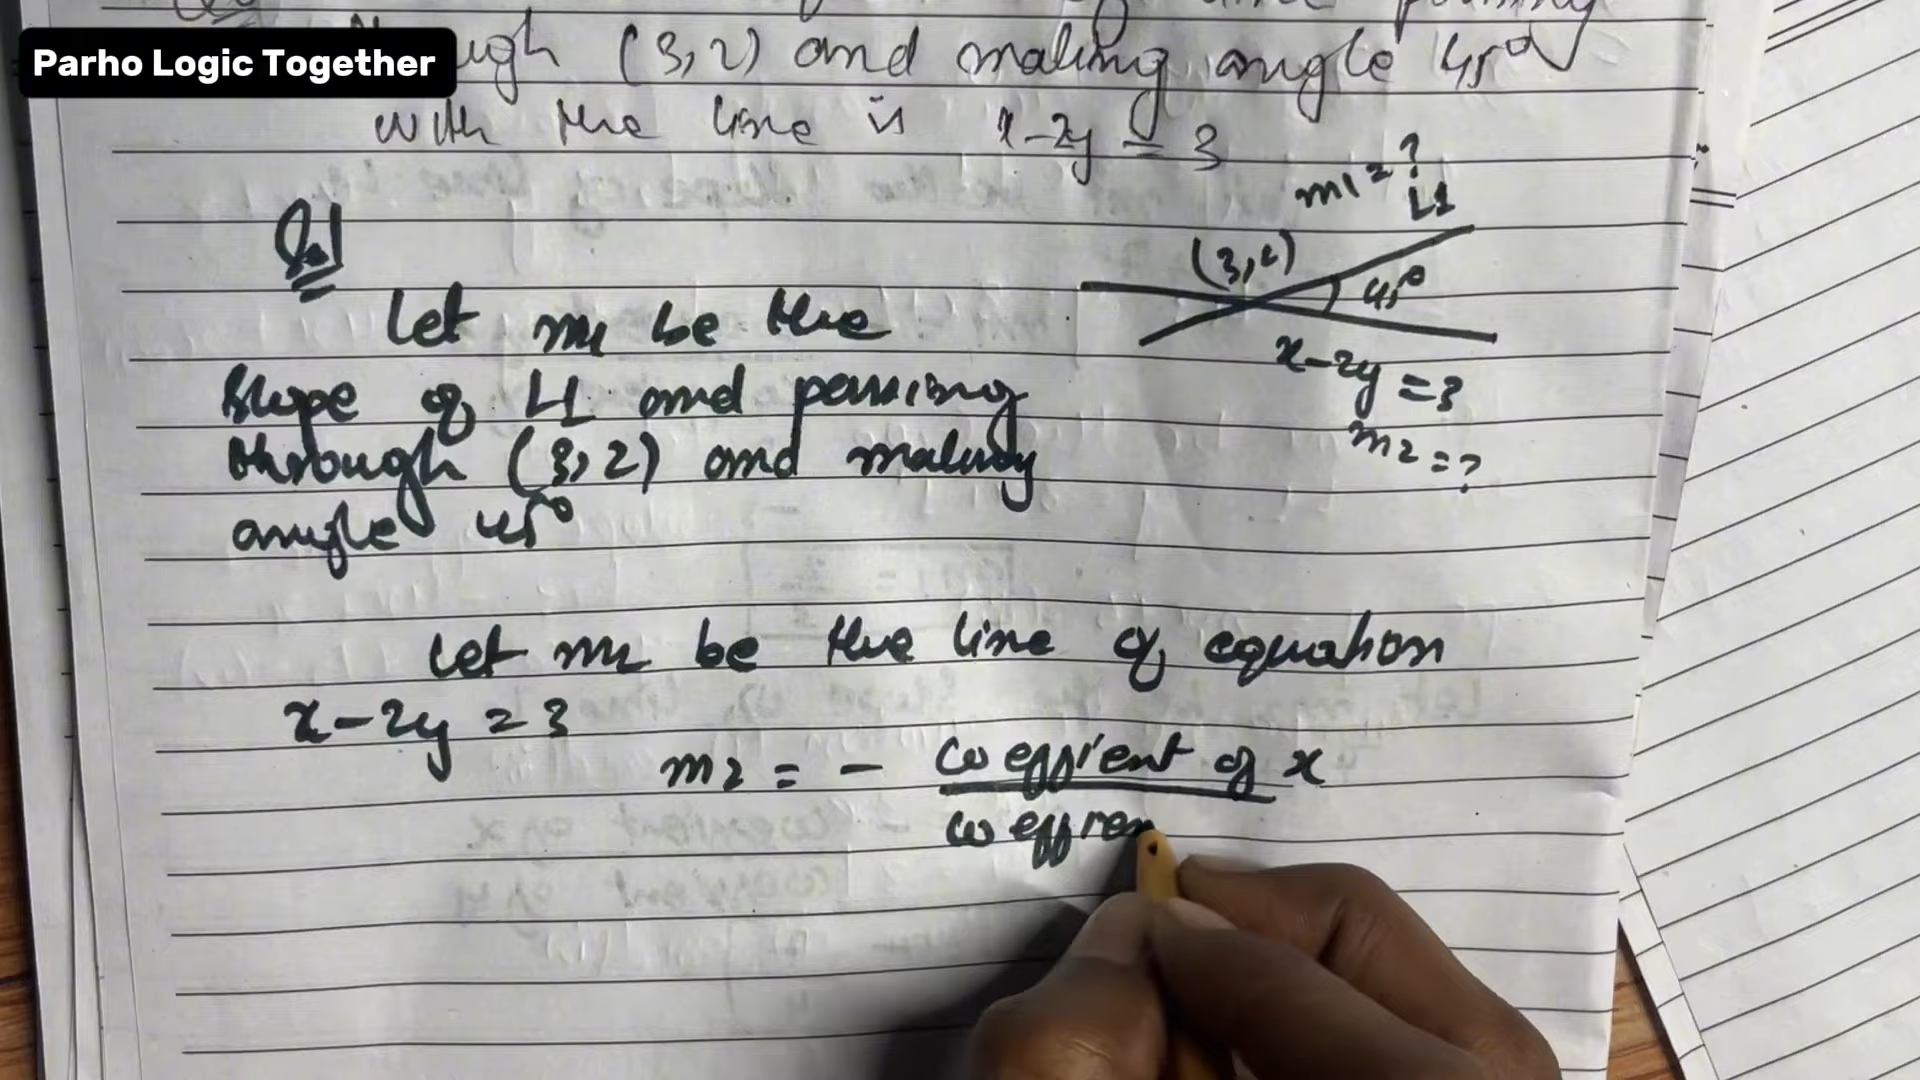 Parho Logic Together
(3,2) and making angle 45°
with the line is x-2y = 3
m1 = ?
L1
Sol
(3,2)
45°
Let m1 be the
slope of L1 and passing
through (3,2) and making
angle 45°
x-2y = 3
m2 = ?
Let m2 be the line of equation
x-2y = 3
m2 = - coeffient of x
coeffien